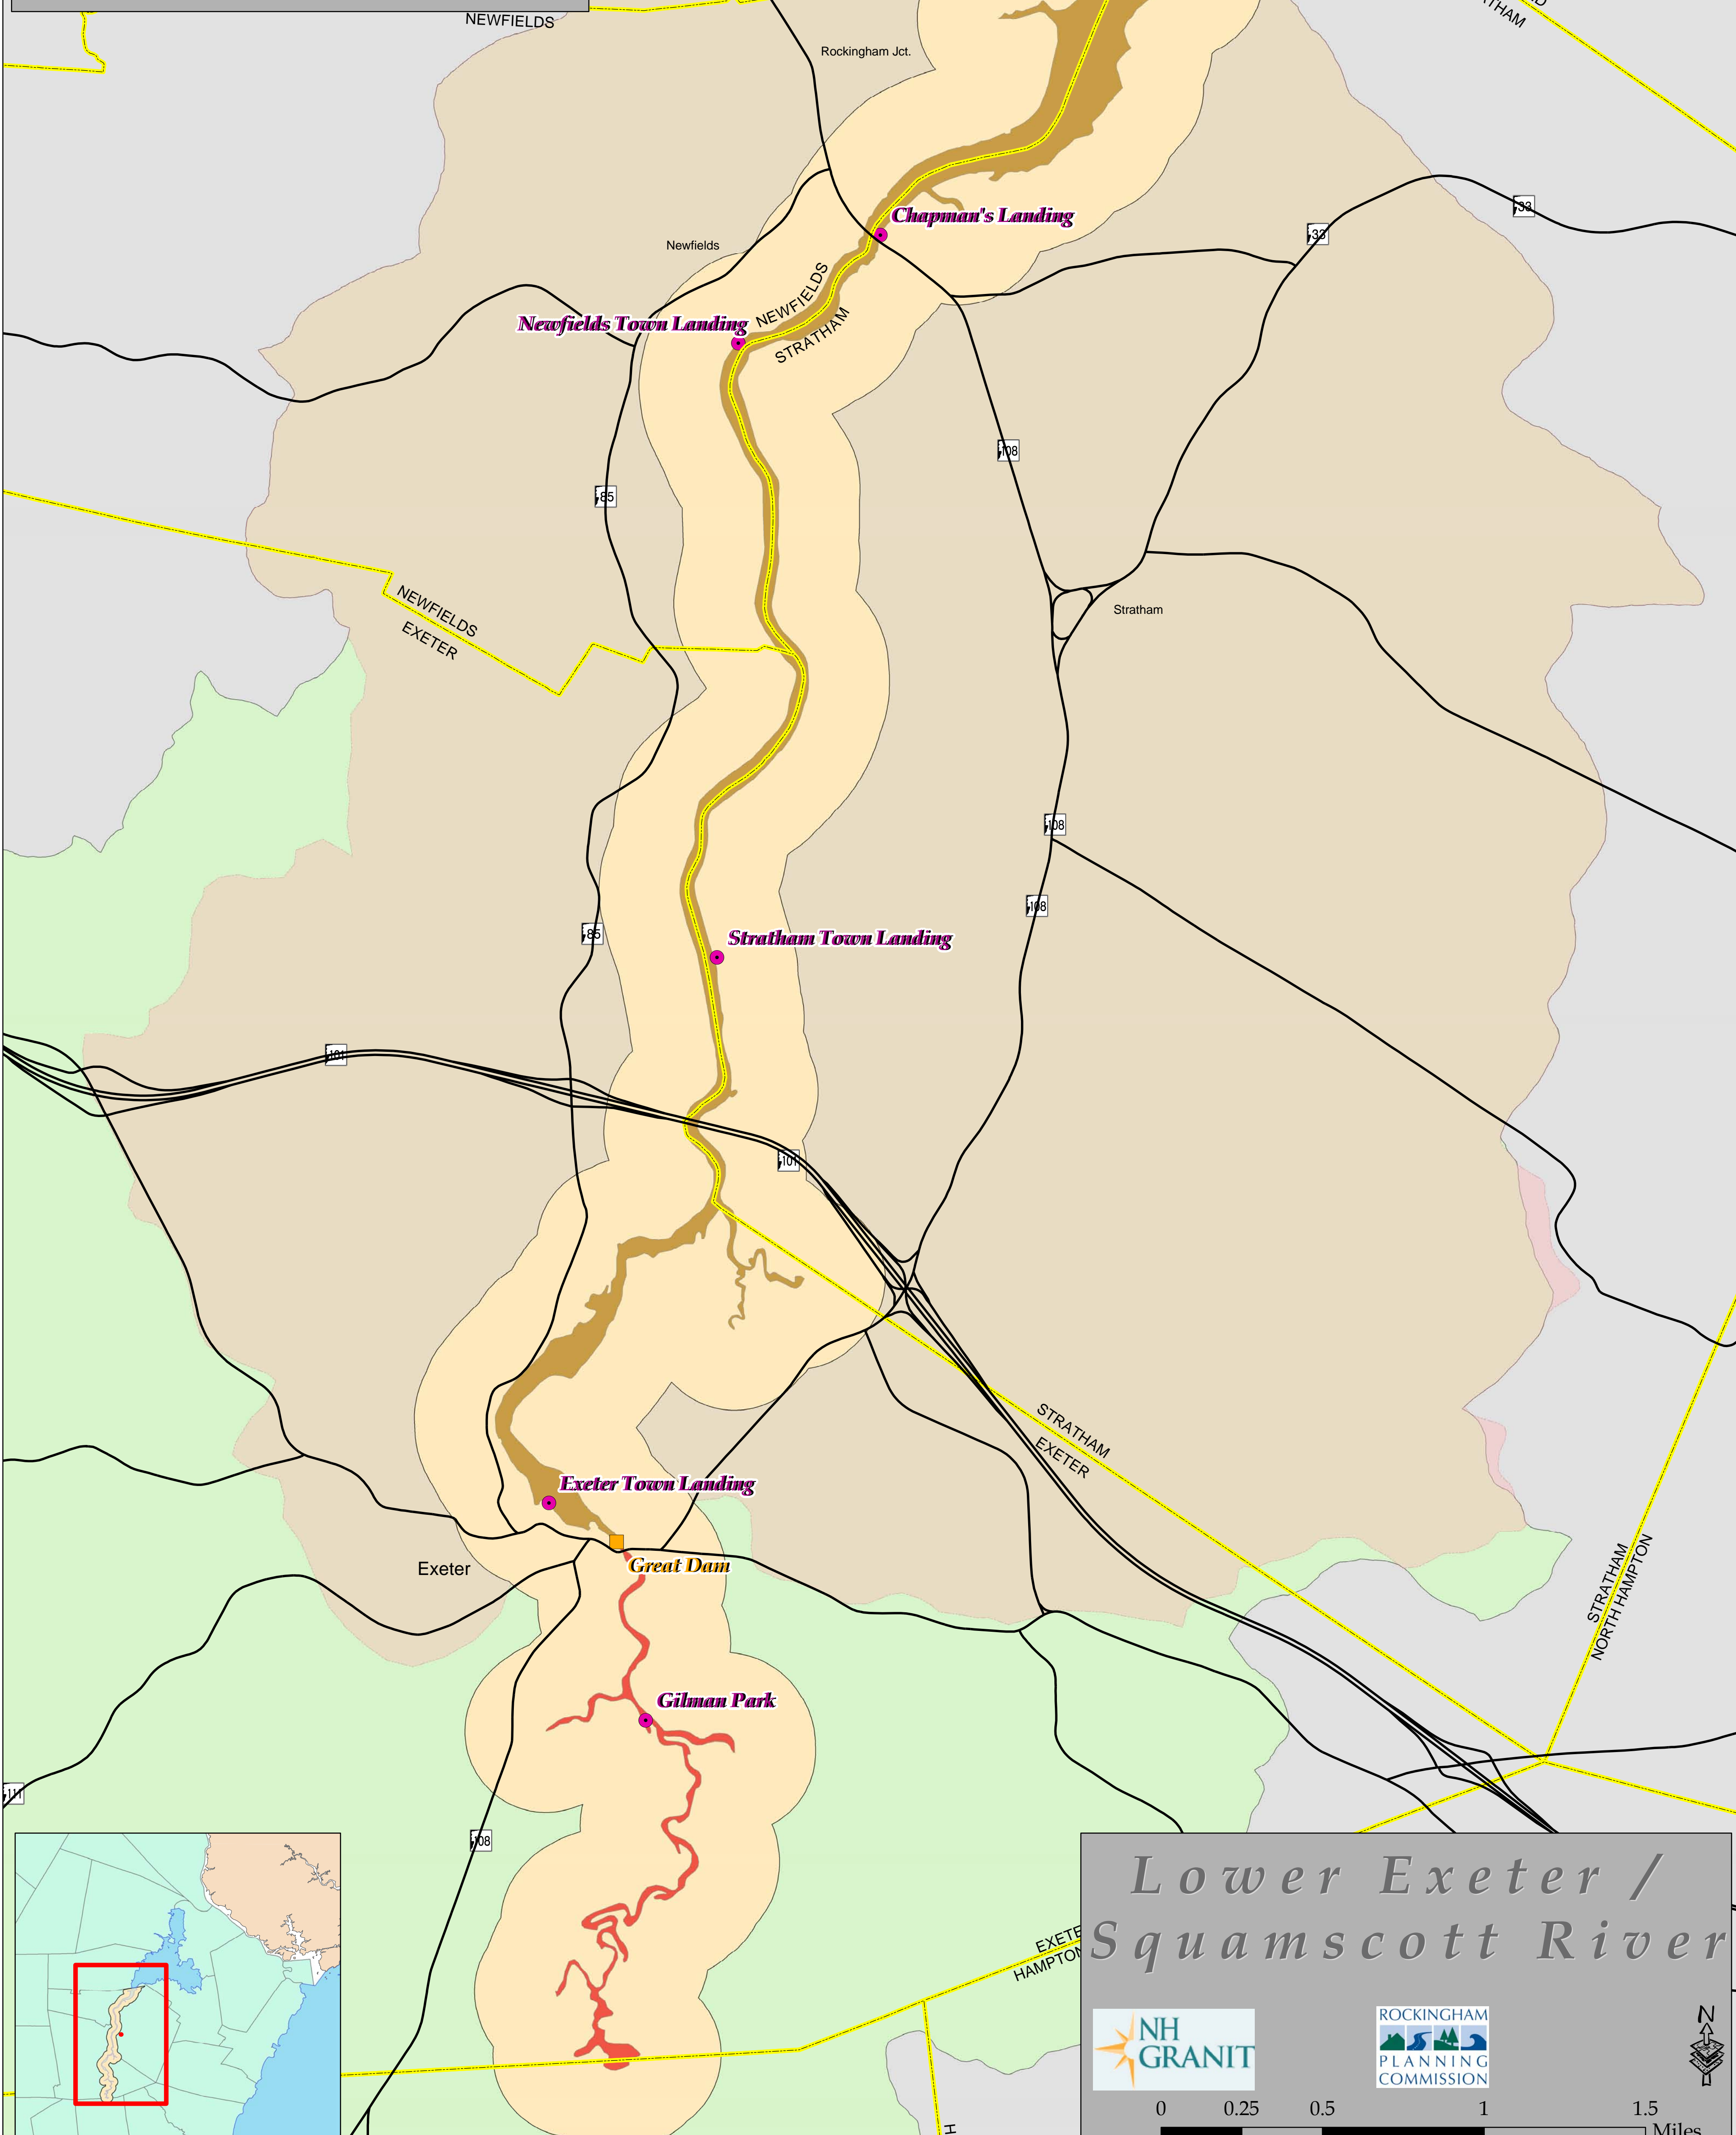 NEWFIELDS
Rockingham Jct.
33
33
Chapman's Landing
Newfields
NEWFIELDS
STRATHAM
Newfields Town Landing
108
85
NEWFIELDS
EXETER
Stratham
108
108
85
Stratham Town Landing
101
101
STRATHAM
EXETER
Exeter Town Landing
Great Dam
Exeter
STRATHAM
NORTH HAMPTON
Gilman Park
111
108
Lower Exeter /
Squamscott River
NH
GRANIT
ROCKINGHAM
PLANNING
COMMISSION
N
0 0.25 0.5 1 1.5
Miles
H